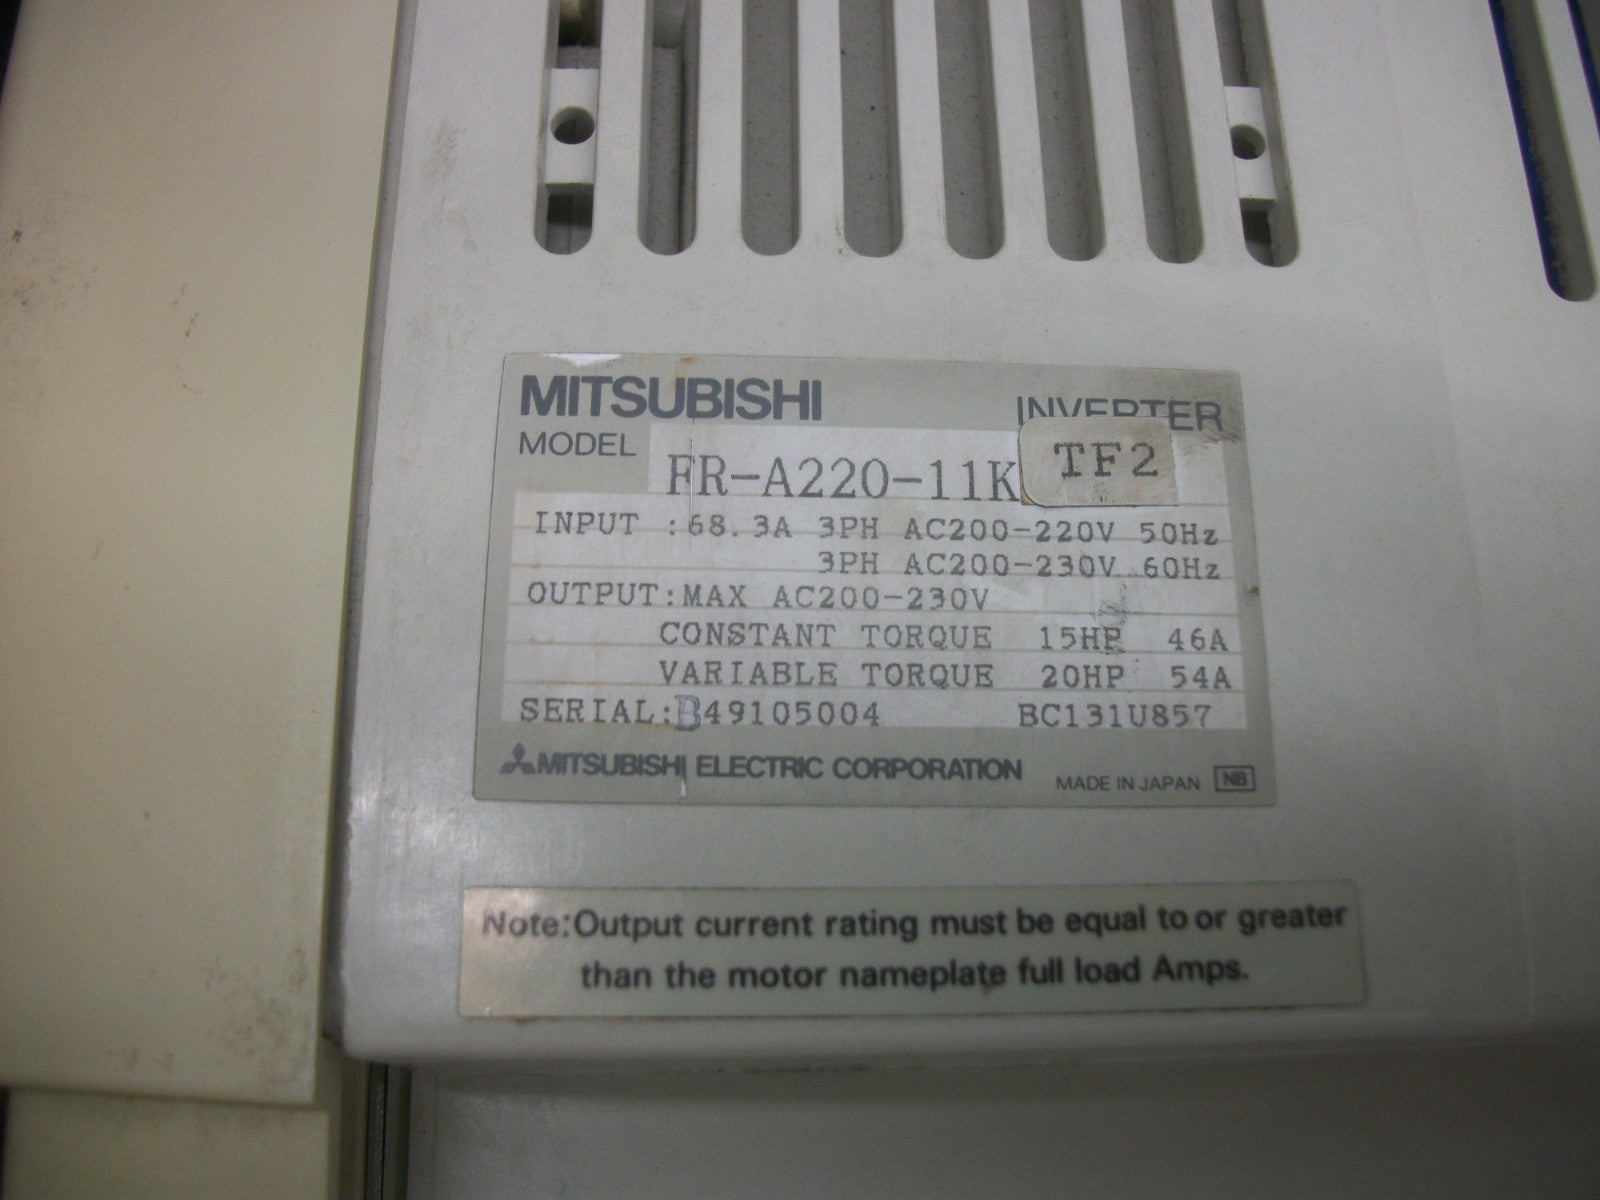 MITSUBISHI INVERTER
MODEL FR-A220-11K TF2
INPUT :68.3A 3PH AC200-220V 50Hz
3PH AC200-230V 60Hz
OUTPUT:MAX AC200-230V
CONSTANT TORQUE 15HP 46A
VARIABLE TORQUE 20HP 54A
SERIAL:B49105004 BC131U857
MITSUBISHI ELECTRIC CORPORATION MADE IN JAPAN NB
Note:Output current rating must be equal to or greater
than the motor nameplate full load Amps.